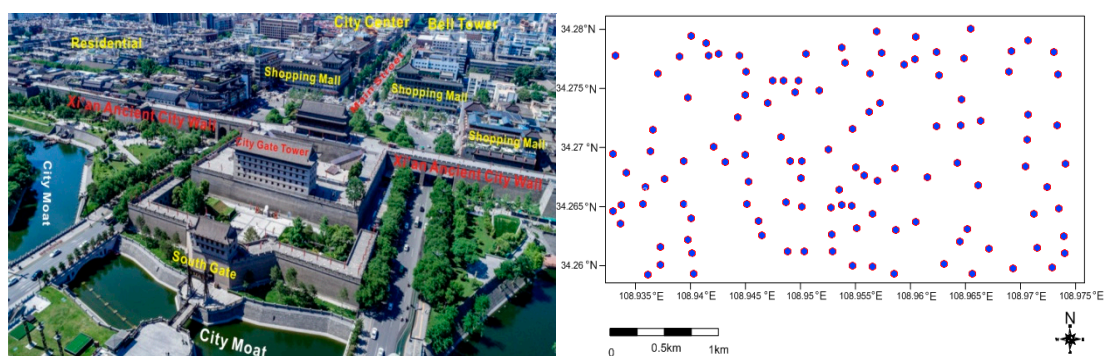 City Center
Bell Tower
Residential
Shopping Mall
Main Street
Shopping Mall
Xi'an Ancient City Wall
Shopping Mall
City Gate Tower
Xi'an Ancient City Wall
City Moat
South Gate
City Moat
34.28°N
34.275°N
34.27°N
34.265°N
34.26°N
108.935°E
108.94°E
108.945°E
108.95°E
108.955°E
108.96°E
108.965°E
108.97°E
108.975°E
0
0.5km
1km
N